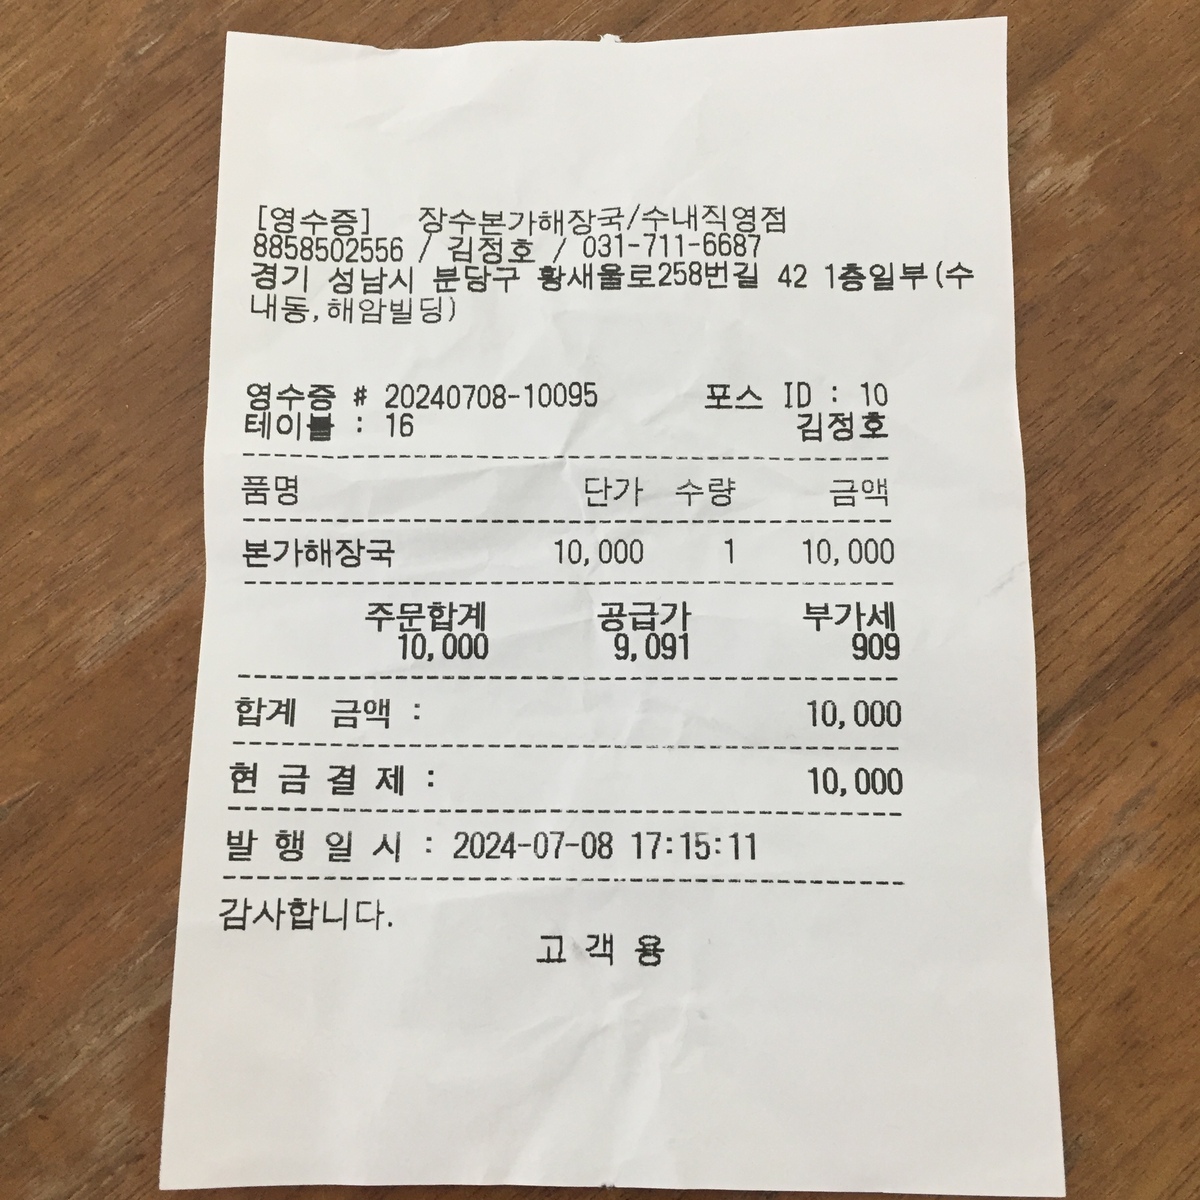 [영수증] 장수본가해장국/수내직영점
8858502556 / 김정호 / 031-711-6687
경기 성남시 분당구 황새울로258번길 42 1층일부(수
내동,해암빌딩)
영수증 # 20240708-10095 포스 ID : 10
테이블 : 16 김정호
품명 단가 수량 금액
본가해장국 10,000 1 10,000
주문합계 공급가 부가세
10,000 9,091 909
합계 금액 : 10,000
현 금 결 제 : 10,000
발 행 일 시 : 2024-07-08 17:15:11
감사합니다.
고 객 용